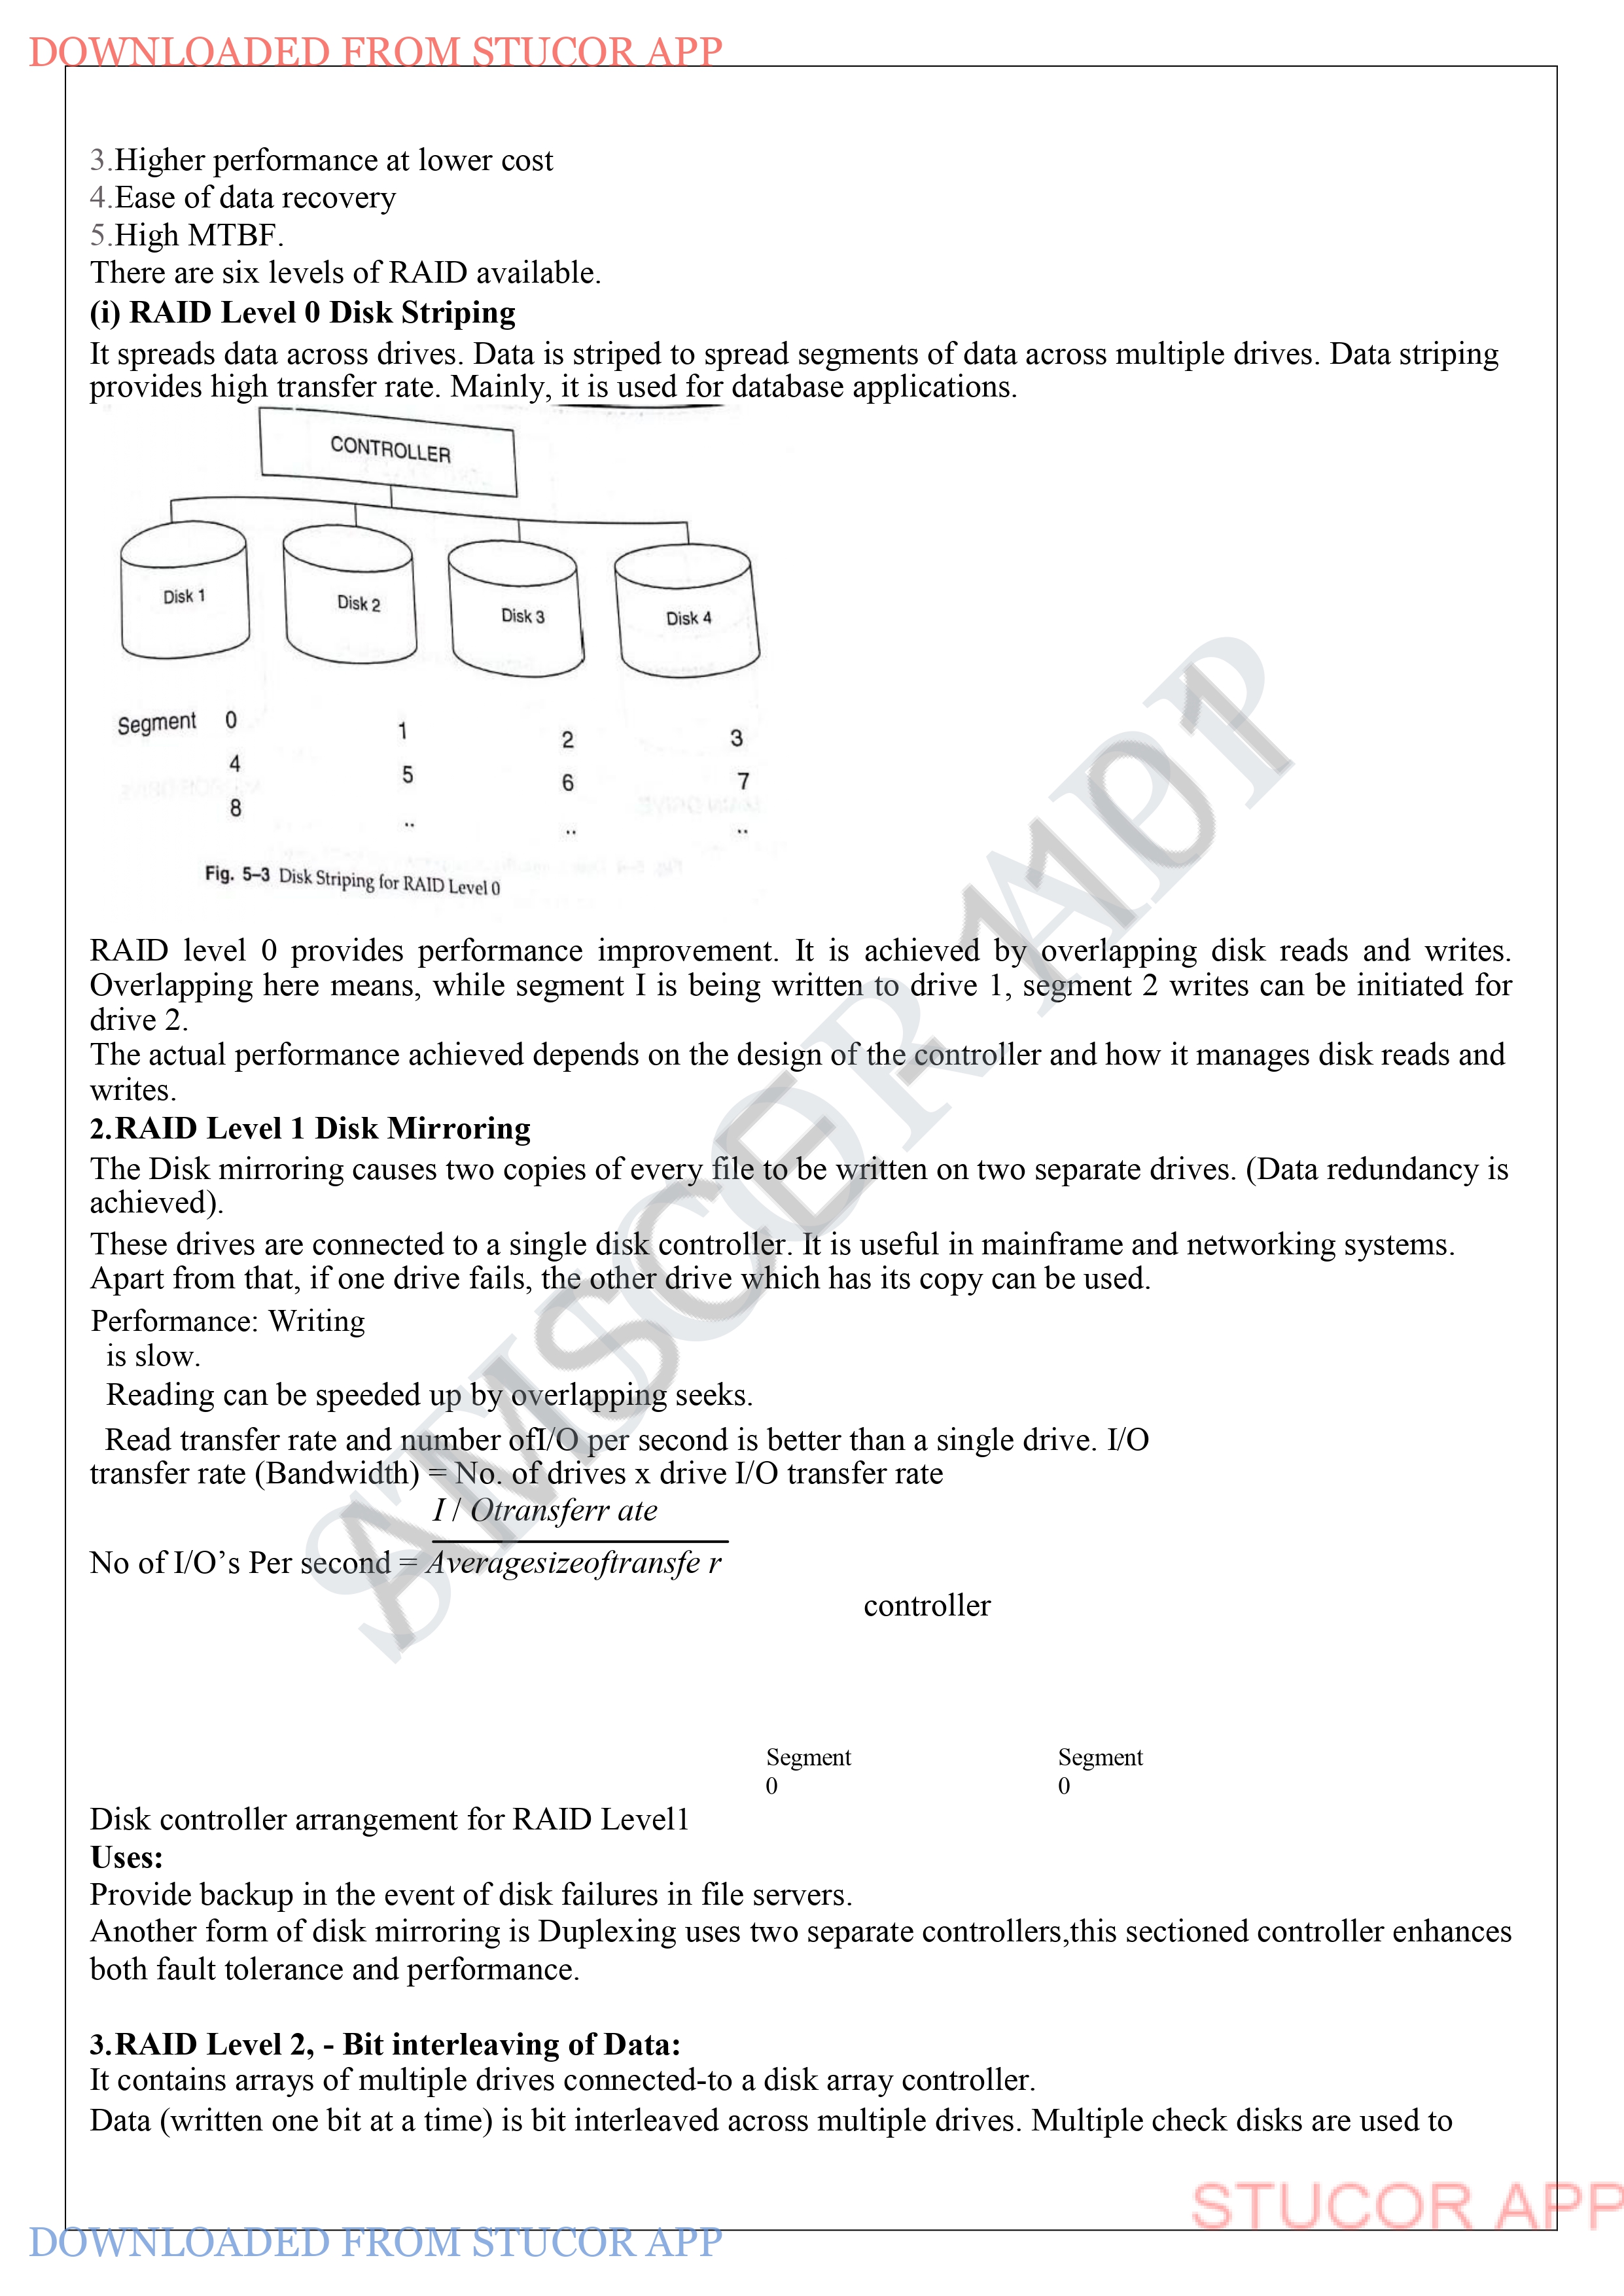 DOWNLOADED FROM STUCOR APP
3.Higher performance at lower cost
4.Ease of data recovery
5.High MTBF.
There are six levels of RAID available.
(i) RAID Level 0 Disk Striping
It spreads data across drives. Data is striped to spread segments of data across multiple drives. Data striping
provides high transfer rate. Mainly, it is used for database applications.
CONTROLLER
Disk 1 Disk 2 Disk 3 Disk 4
Segment 0 1 2 3
4 5 6 7
8 .. .. ..
Fig. 5–3 Disk Striping for RAID Level 0
RAID level 0 provides performance improvement. It is achieved by overlapping disk reads and writes.
Overlapping here means, while segment I is being written to drive 1, segment 2 writes can be initiated for
drive 2.
The actual performance achieved depends on the design of the controller and how it manages disk reads and
writes.
2.RAID Level 1 Disk Mirroring
The Disk mirroring causes two copies of every file to be written on two separate drives. (Data redundancy is
achieved).
These drives are connected to a single disk controller. It is useful in mainframe and networking systems.
Apart from that, if one drive fails, the other drive which has its copy can be used.
Performance: Writing
is slow.
Reading can be speeded up by overlapping seeks.
Read transfer rate and number ofI/O per second is better than a single drive. I/O
transfer rate (Bandwidth) = No. of drives x drive I/O transfer rate
I / Otransferr ate
No of I/O’s Per second = Averagesizeoftransfe r
controller
Segment Segment
0 0
Disk controller arrangement for RAID Level1
Uses:
Provide backup in the event of disk failures in file servers.
Another form of disk mirroring is Duplexing uses two separate controllers,this sectioned controller enhances
both fault tolerance and performance.
3.RAID Level 2, - Bit interleaving of Data:
It contains arrays of multiple drives connected-to a disk array controller.
Data (written one bit at a time) is bit interleaved across multiple drives. Multiple check disks are used to
STUCOR APP
AMSCE-1101
STUCOR APP
DOWNLOADED FROM STUCOR APP